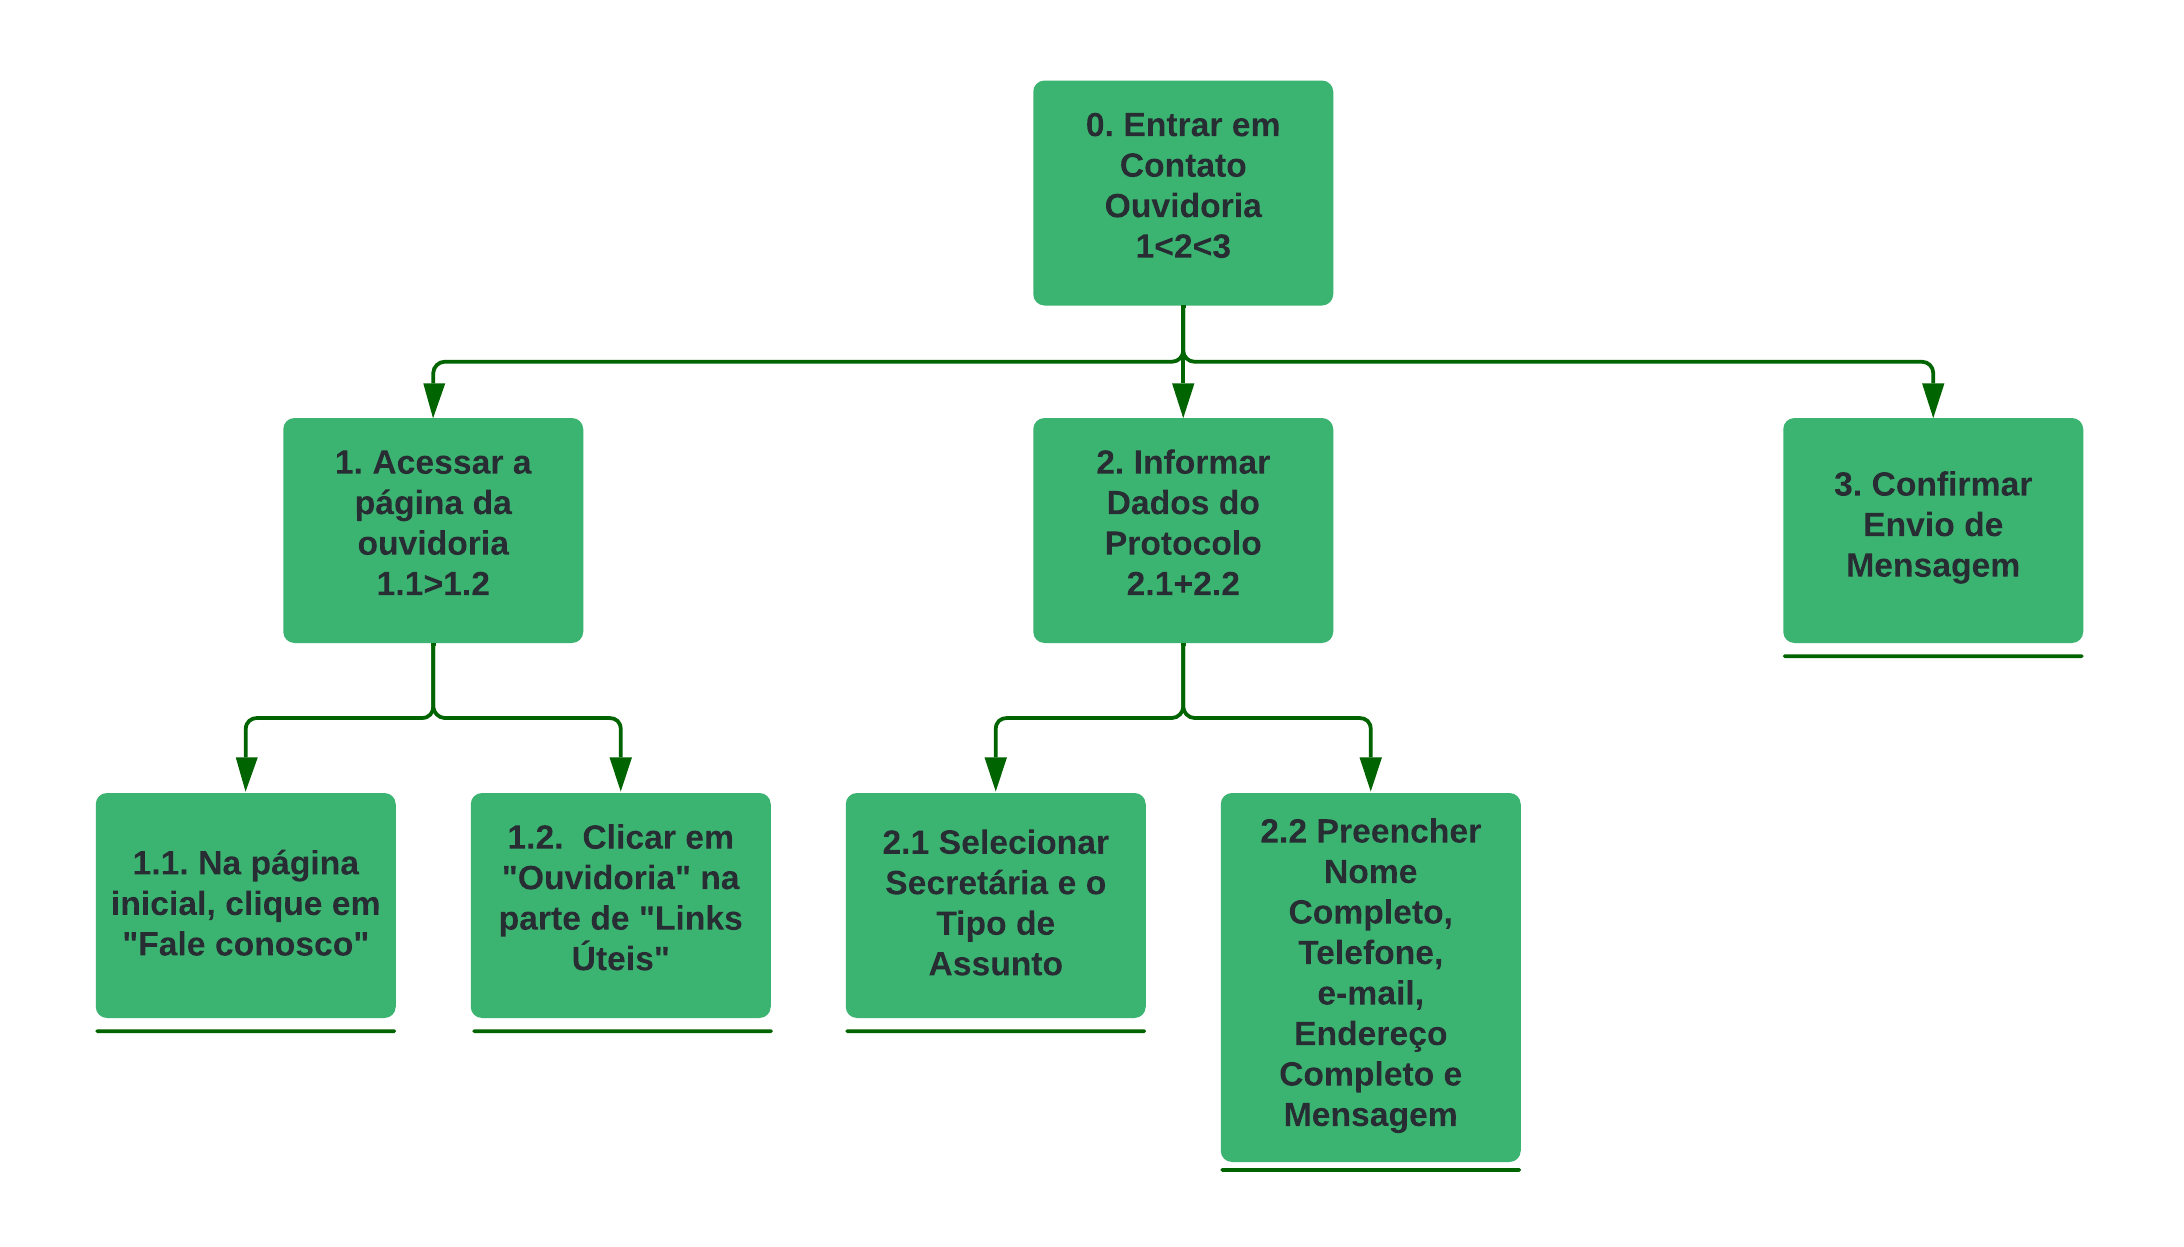 0. Entrar em
Contato
Ouvidoria
1<2<3
1. Acessar a
página da
ouvidoria
1.1>1.2
2. Informar
Dados do
Protocolo
2.1+2.2
3. Confirmar
Envio de
Mensagem
1.1. Na página
inicial, clique em
"Fale conosco"
1.2.  Clicar em
"Ouvidoria" na
parte de "Links
Úteis"
2.1 Selecionar
Secretária e o
Tipo de
Assunto
2.2 Preencher
Nome
Completo,
Telefone,
e-mail,
Endereço
Completo e
Mensagem